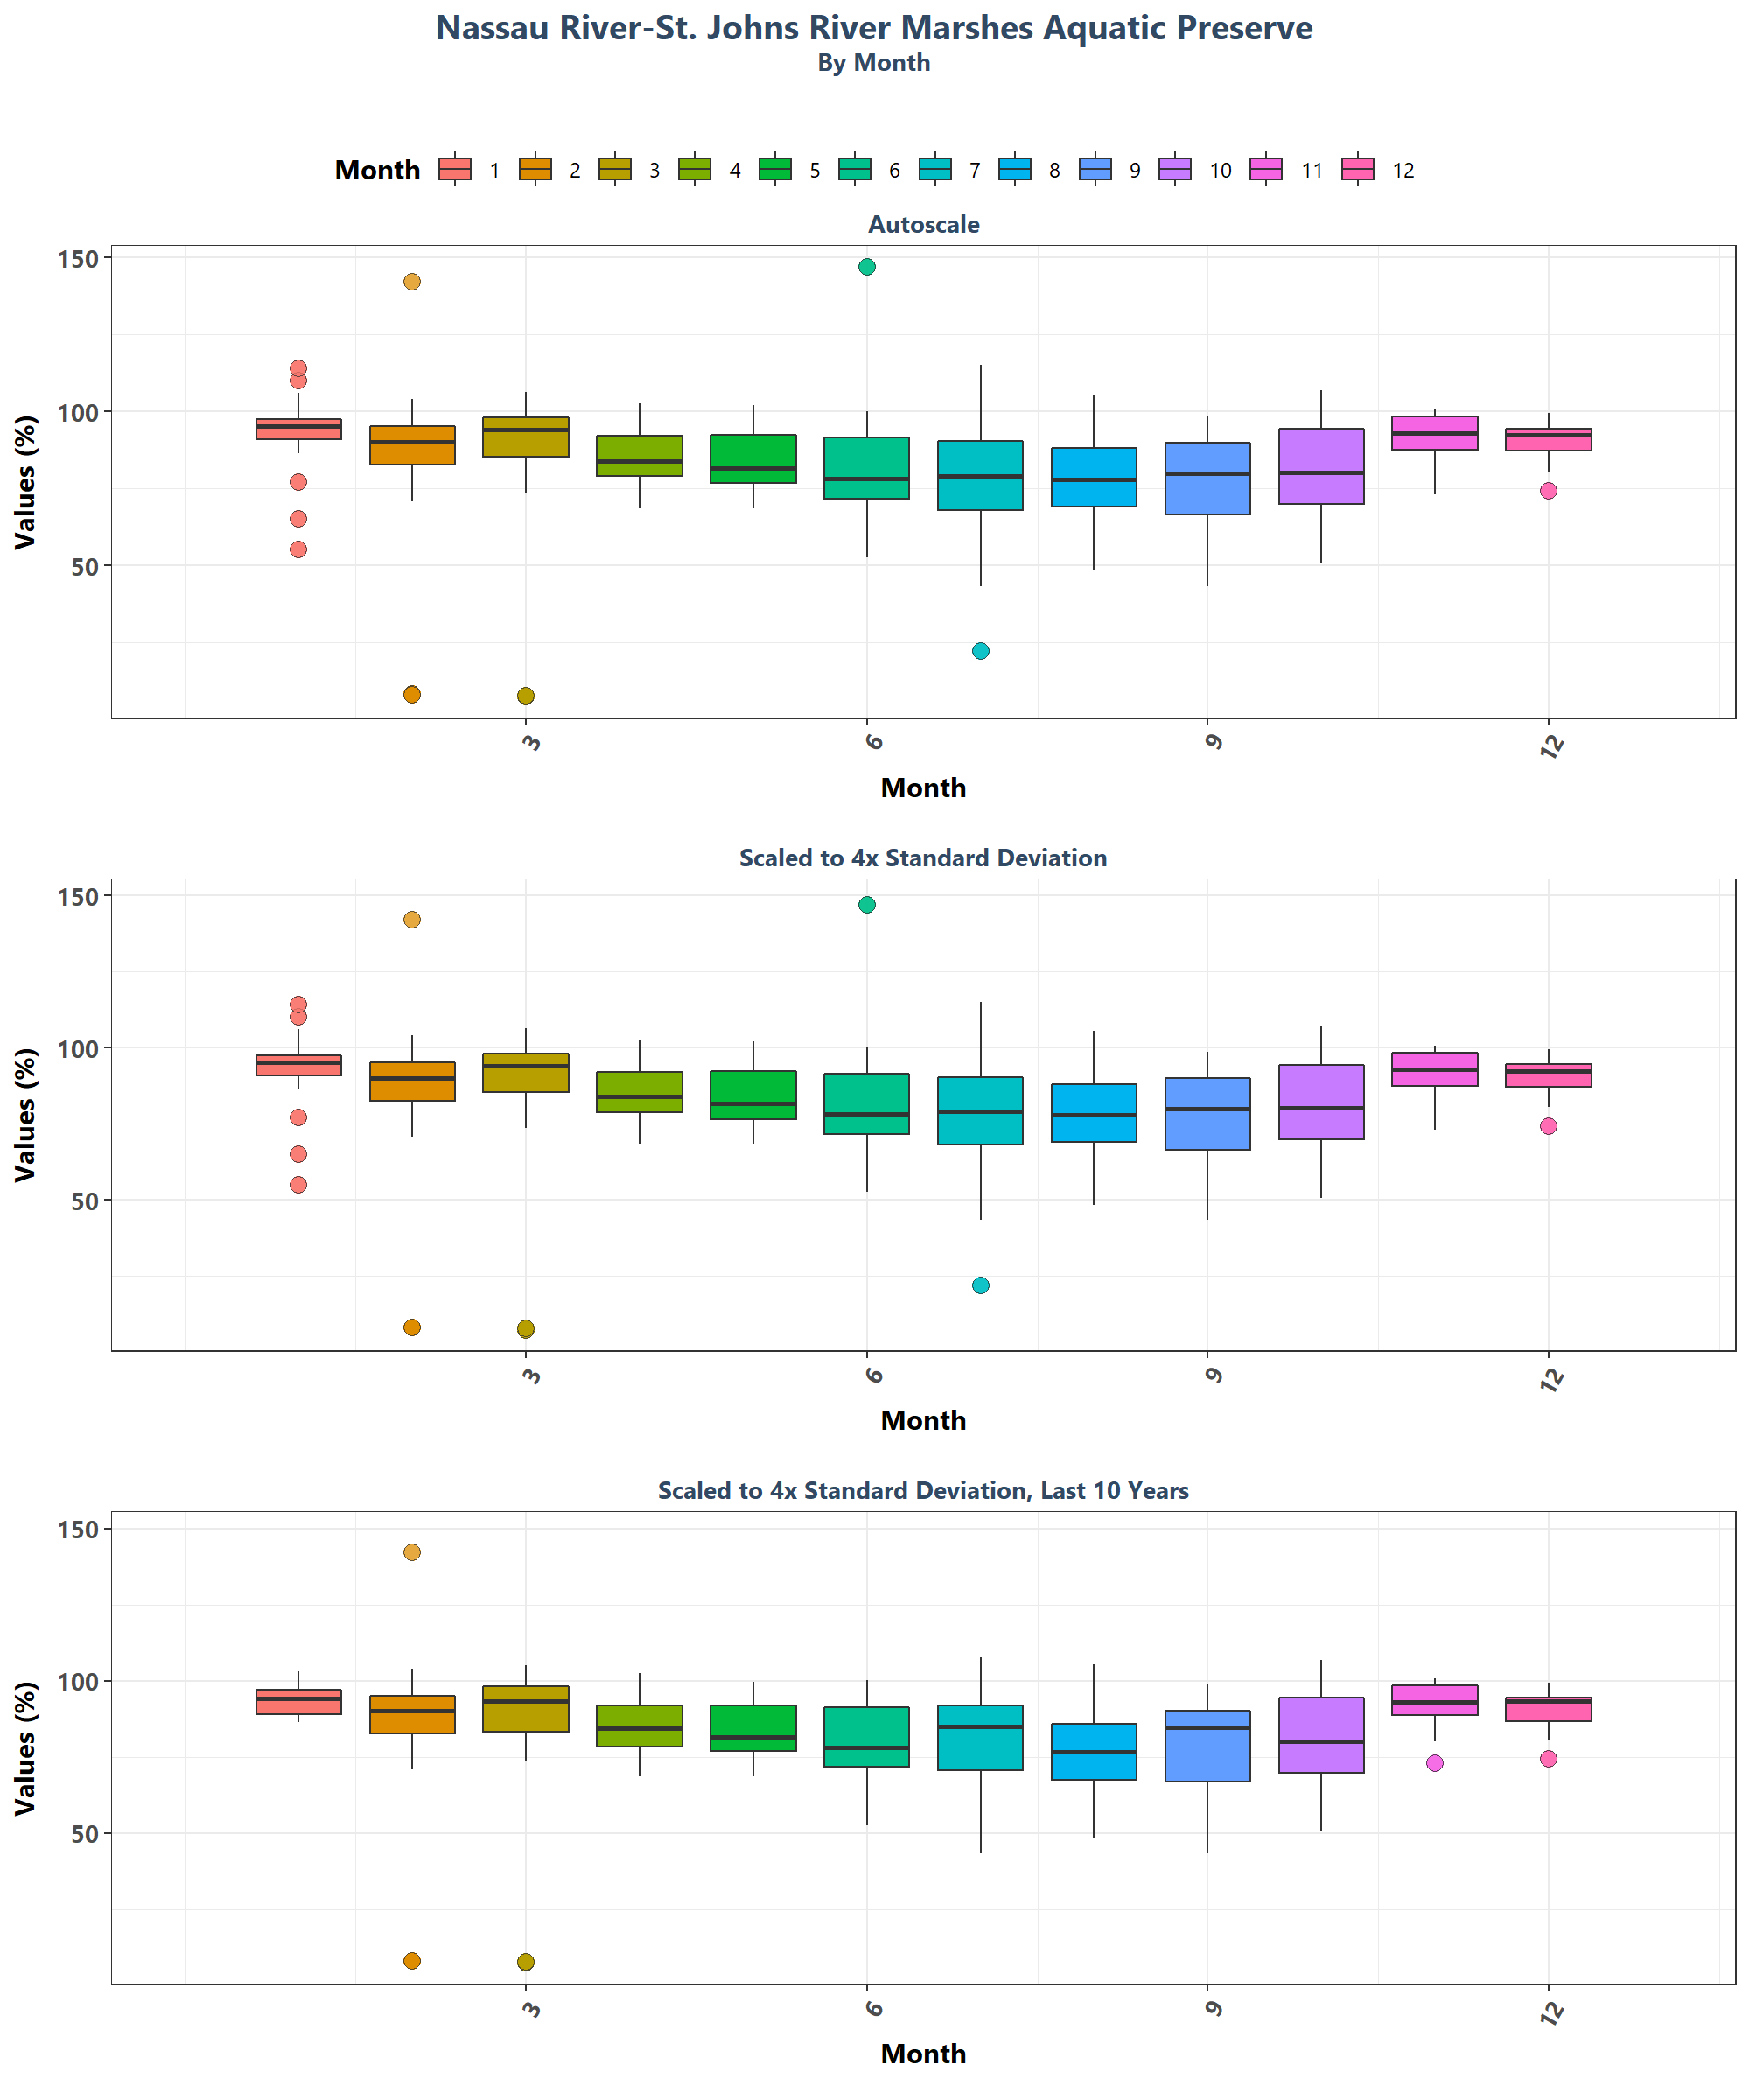 Nassau River-St. Johns River Marshes Aquatic Preserve
By Month
Month 1 2 3 4 5 6 7 8 9 10 11 12
Autoscale
Values (%)
150
100
50
3 6 9 12
Month
Scaled to 4x Standard Deviation
Values (%)
150
100
50
3 6 9 12
Month
Scaled to 4x Standard Deviation, Last 10 Years
Values (%)
150
100
50
3 6 9 12
Month